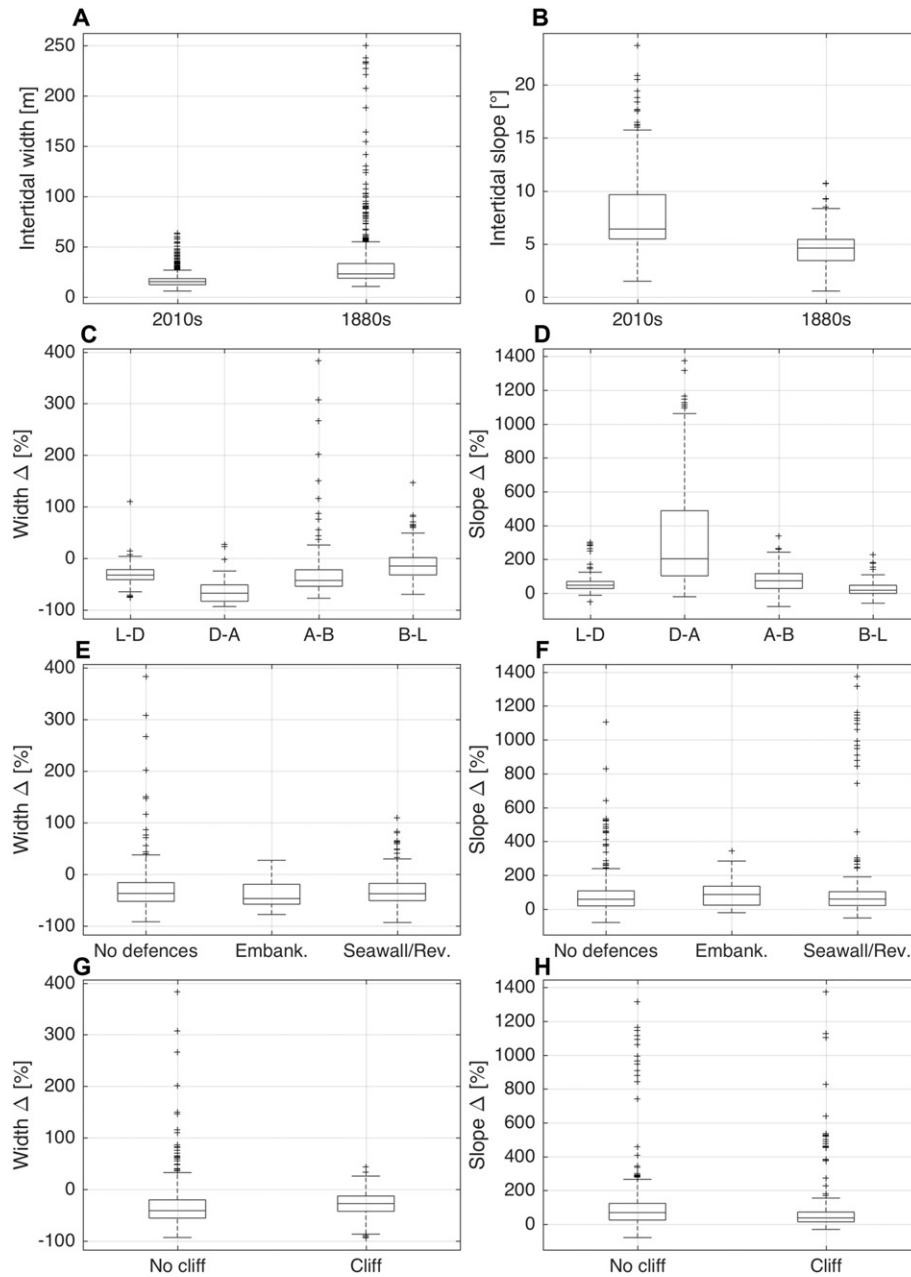 A
B
Intertidal width [m]
250
200
150
100
50
0
2010s
1880s
Intertidal slope [°]
20
15
10
5
0
2010s
1880s
C
D
Width Δ [%]
400
300
200
100
0
-100
L-D
D-A
A-B
B-L
Slope Δ [%]
1400
1200
1000
800
600
400
200
0
L-D
D-A
A-B
B-L
E
F
Width Δ [%]
400
300
200
100
0
-100
No defences
Embank.
Seawall/Rev.
Slope Δ [%]
1400
1200
1000
800
600
400
200
0
No defences
Embank.
Seawall/Rev.
G
H
Width Δ [%]
400
300
200
100
0
-100
No cliff
Cliff
Slope Δ [%]
1400
1200
1000
800
600
400
200
0
No cliff
Cliff